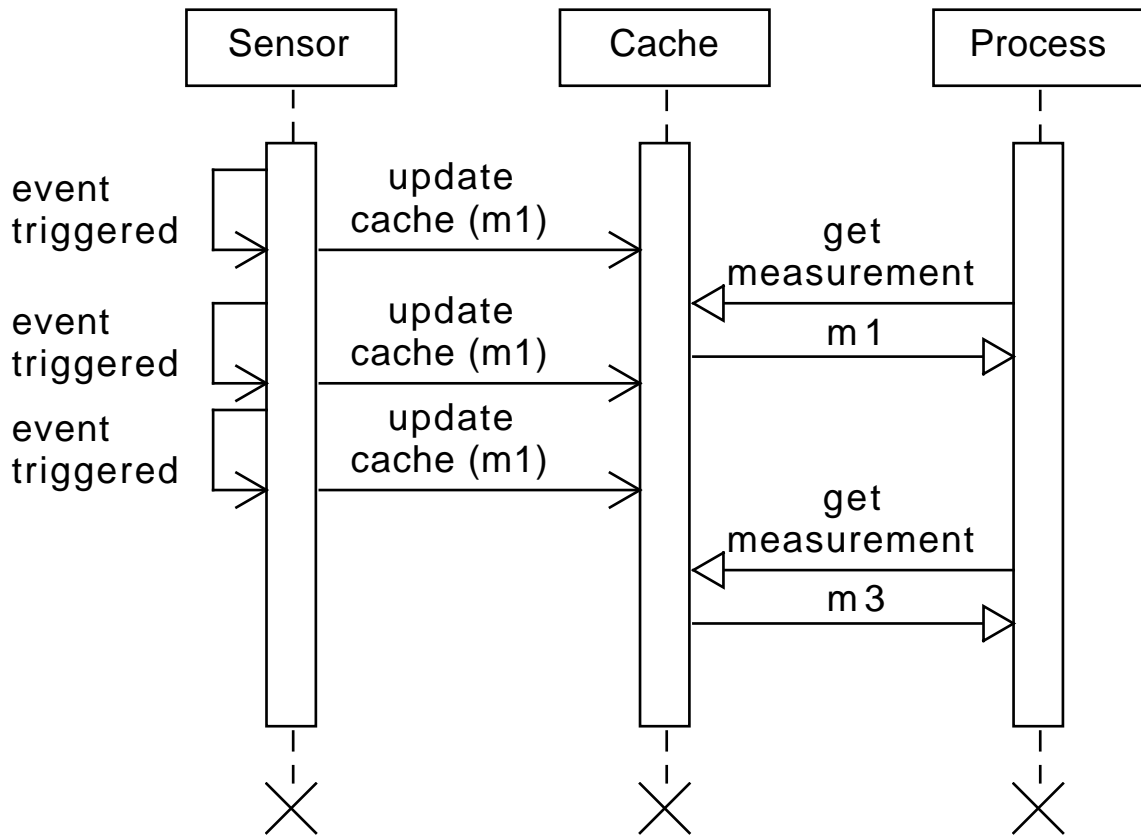 Sensor
Cache
Process
event
triggered
update
cache (m1)
get
measurement
m1
event
triggered
update
cache (m1)
event
triggered
update
cache (m1)
get
measurement
m3